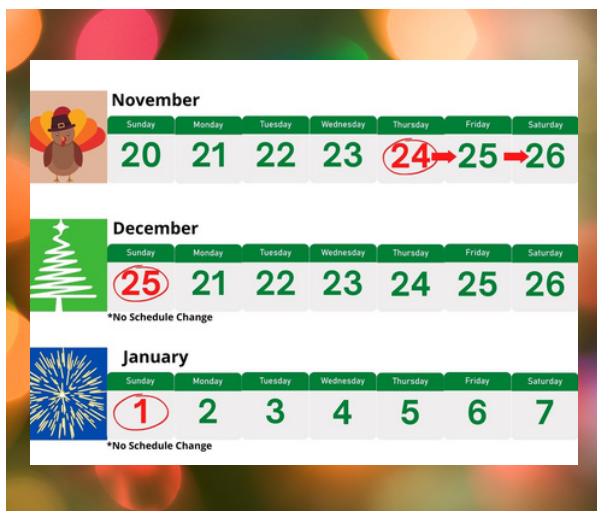 November
Sunday Monday Tuesday Wednesday Thursday Friday Saturday
20 21 22 23 24 25 26
December
Sunday Monday Tuesday Wednesday Thursday Friday Saturday
25 21 22 23 24 25 26
*No Schedule Change
January
Sunday Monday Tuesday Wednesday Thursday Friday Saturday
1 2 3 4 5 6 7
*No Schedule Change